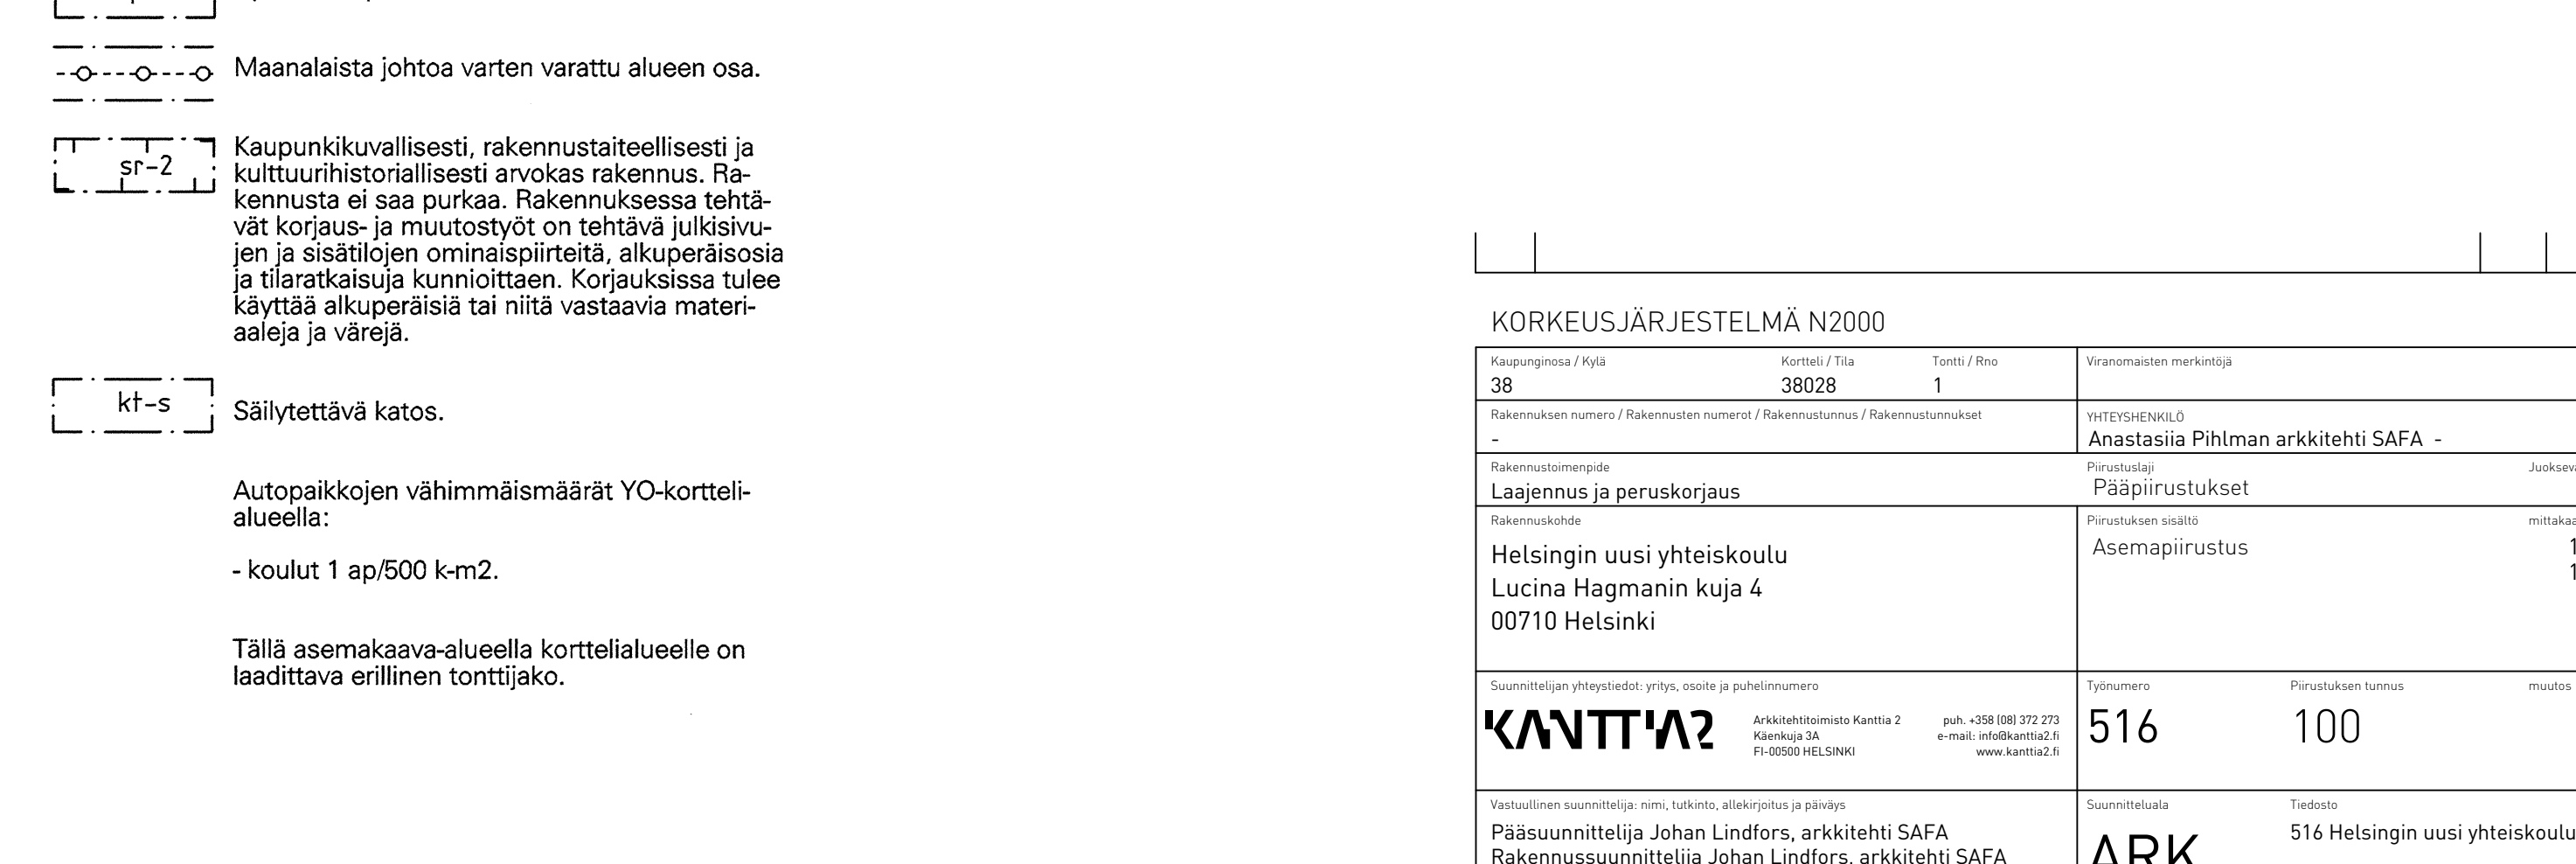 Maanalaista johtoa varten varattu alueen osa.
sr-2
Kaupunkikuvallisesti, rakennustaiteellisesti ja
kulttuurihistoriallisesti arvokas rakennus. Ra-
kennusta ei saa purkaa. Rakennuksessa tehtä-
vät korjaus- ja muutostyöt on tehtävä julkisivu-
jen ja sisätilojen ominaispiirteitä, alkuperäisosia
ja tilaratkaisuja kunnioittaen. Korjauksissa tulee
käyttää alkuperäisiä tai niitä vastaavia materi-
aaleja ja värejä.
kt-s
Säilytettävä katos.
Autopaikkojen vähimmäismäärät YO-kortteli-
alueella:
- koulut 1 ap/500 k-m2.
Tällä asemakaava-alueella korttelialueelle on
laadittava erillinen tonttijako.
KORKEUSJÄRJESTELMÄ N2000
Kaupunginosa / Kylä
38
Kortteli / Tila
38028
Tontti / Rno
1
Viranomaisten merkintöjä
Rakennuksen numero / Rakennusten numerot / Rakennustunnus / Rakennustunnukset
-
YHTEYSHENKILÖ
Anastasiia Pihlman arkkitehti SAFA -
Rakennustoimenpide
Laajennus ja peruskorjaus
Piirustuslaji
Pääpiirustukset
Rakennuskohde
Helsingin uusi yhteiskoulu
Lucina Hagmanin kuja 4
00710 Helsinki
Piirustuksen sisältö
Asemapiirustus
Suunnittelijan yhteystiedot: yritys, osoite ja puhelinnumero
KANTTIA2
Arkkitehtitoimisto Kanttia 2
Käenkuja 3A
FI-00500 HELSINKI
puh. +358 (08) 372 273
e-mail: info@kanttia2.fi
www.kanttia2.fi
Työnumero
516
Piirustuksen tunnus
100
muutos
Vastuullinen suunnittelija: nimi, tutkinto, allekirjoitus ja päiväys
Pääsuunnittelija Johan Lindfors, arkkitehti SAFA
Rakennussuunnittelija Johan Lindfors, arkkitehti SAFA
Suunnitteluala
ARK
Tiedosto
516 Helsingin uusi yhteiskoulu